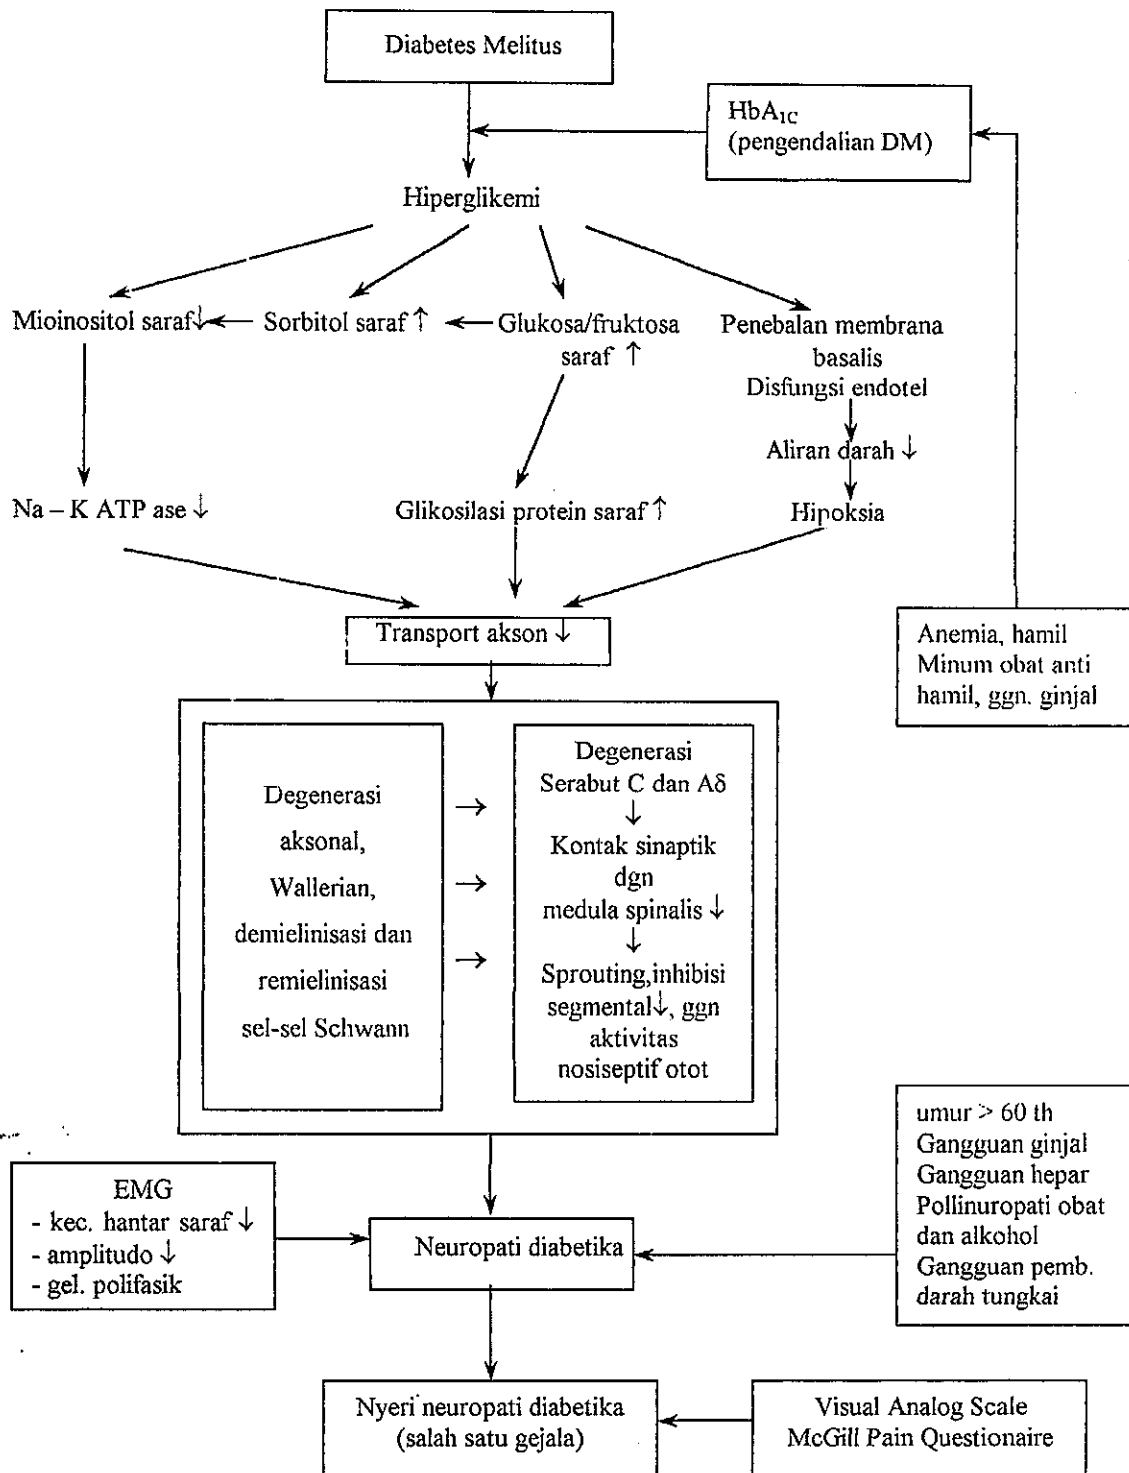 Diabetes Melitus
HbA1C
(pengendalian DM)
Hiperglikemi
Mioinositol saraf↓
Sorbitol saraf ↑
Glukosa/fruktosa
saraf ↑
Penebalan membrana
basalis
Disfungsi endotel
Aliran darah ↓
Hipoksia
Na – K ATP ase ↓
Glikosilasi protein saraf ↑
Transport akson ↓
Anemia, hamil
Minum obat anti
hamil, ggn. ginjal
Degenerasi
aksonal,
Wallerian,
demielinisasi dan
remielinisasi
sel-sel Schwann
Degenerasi
Serabut C dan Aδ
Kontak sinaptik
dgn
medula spinalis ↓
Sprouting,inhibisi
segmental↓, ggn
aktivitas
nosiseptif otot
umur > 60 th
Gangguan ginjal
Gangguan hepar
Pollinuropati obat
dan alkohol
Gangguan pemb.
darah tungkai
EMG
- kec. hantar saraf ↓
- amplitudo ↓
- gel. polifasik
Neuropati diabetika
Nyeri neuropati diabetika
(salah satu gejala)
Visual Analog Scale
McGill Pain Questionaire